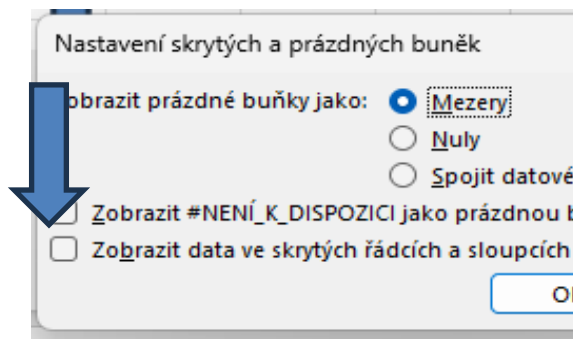 Nastavení skrytých a prázdných buněk
obrazit prázdné buňky jako: Mezery
Nuly
Spojit datové
Zobrazit #NENÍ_K_DISPOZICI jako prázdnou
Zobrazit data ve skrytých řádcích a sloupcích